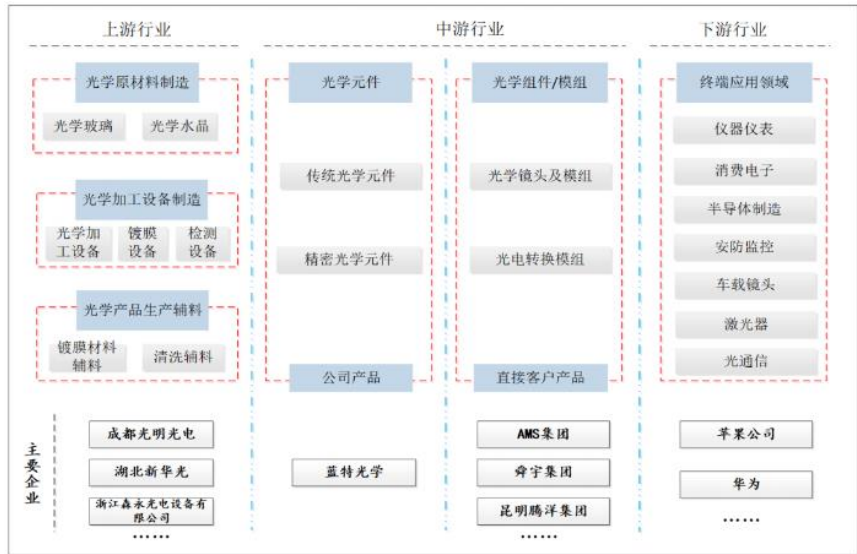 上游行业
中游行业
下游行业
光学原材料制造
光学玻璃
光学水晶
光学加工设备制造
光学加
工设备
镀膜
设备
检测
设备
光学产品生产辅料
镀膜材料
辅料
清洗辅料
光学元件
传统光学元件
精密光学元件
公司产品
光学组件/模组
光学镜头及模组
光电转换模组
直接客户产品
终端应用领域
仪器仪表
消费电子
半导体制造
安防监控
车载镜头
激光器
光通信
主要企业
成都光明光电
湖北新华光
浙江森永光电设备有
限公司
……
蓝特光学
AMS集团
舜宇集团
昆明腾洋集团
……
苹果公司
华为
……